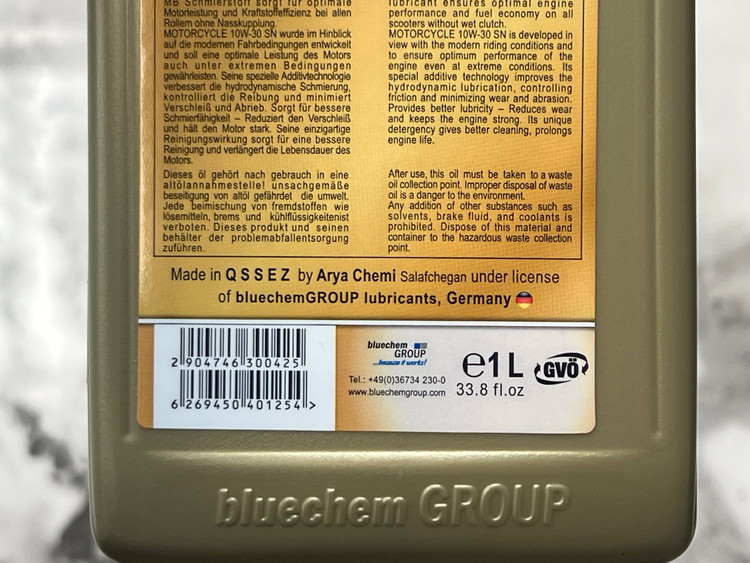 MB Schmierstoff sorgt für optimale
Motorleistung und Kraftstoffeffizienz bei allen
Rollern ohne Nasskupplung.
MOTORCYCLE 10W-30 SN wurde im Hinblick
auf die modernen Fahrbedingungen entwickelt
und soll eine optimale Leistung des Motors
auch unter extremen Bedingungen
gewährleisten. Seine spezielle Additivtechnologie
verbessert die hydrodynamische Schmierung,
kontrolliert die Reibung und minimiert
Verschleiß und Abrieb. Sorgt für bessere
Schmierfähigkeit – Reduziert den Verschleiß
und hält den Motor stark. Seine einzigartige
Reinigungswirkung sorgt für eine bessere
Reinigung und verlängert die Lebensdauer des
Motors.
Dieses öl gehört nach gebrauch in eine
altölannahmestelle! unsachgemäße
beseitigung von altöl gefährdet die umwelt.
Jede beimischung von fremdstoffen wie
lösemitteln, brems und kühlflüssigkeitenist
verboten. Dieses produkt und seinen
behälter der problemabfallentsorgung
zuführen.
lubricant ensures optimal engine
performance and fuel economy on all
scooters without wet clutch.
MOTORCYCLE 10W-30 SN is developed in
view with the modern riding conditions and
to ensure optimum performance of the
engine even at extreme conditions. Its
special additive technology improves the
hydrodynamic lubrication, controlling
friction and minimizing wear and abrasion.
Provides better lubricity – Reduces wear
and keeps the engine strong. Its unique
detergency gives better cleaning, prolongs
engine life.
After use, this oil must be taken to a waste
oil collection point. Improper disposal of waste
oil is a danger to the environment.
Any addition of other substances such as
solvents, brake fluid, and coolants is
prohibited. Dispose of this material and
container to the hazardous waste collection
point.
Made in QSSEZ by Arya Chemi Salafchegan under license
of bluechemGROUP lubricants, Germany
2 904746 300425
6 269450 401254 >
bluechem
GROUP
...because it works!
Tel.: +49(0)36734 230-0
www.bluechemgroup.com
℮1 L
33.8 fl.oz
GVÖ
bluechem GROUP